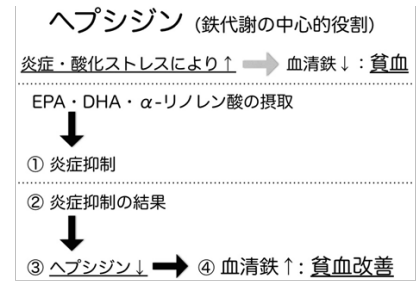 ヘプシジン (鉄代謝の中心的役割)
炎症・酸化ストレスにより↑ ➡ 血清鉄↓：貧血
EPA・DHA・α-リノレン酸の摂取
① 炎症抑制
② 炎症抑制の結果
③ ヘプシジン↓ ➡ ④ 血清鉄↑: 貧血改善